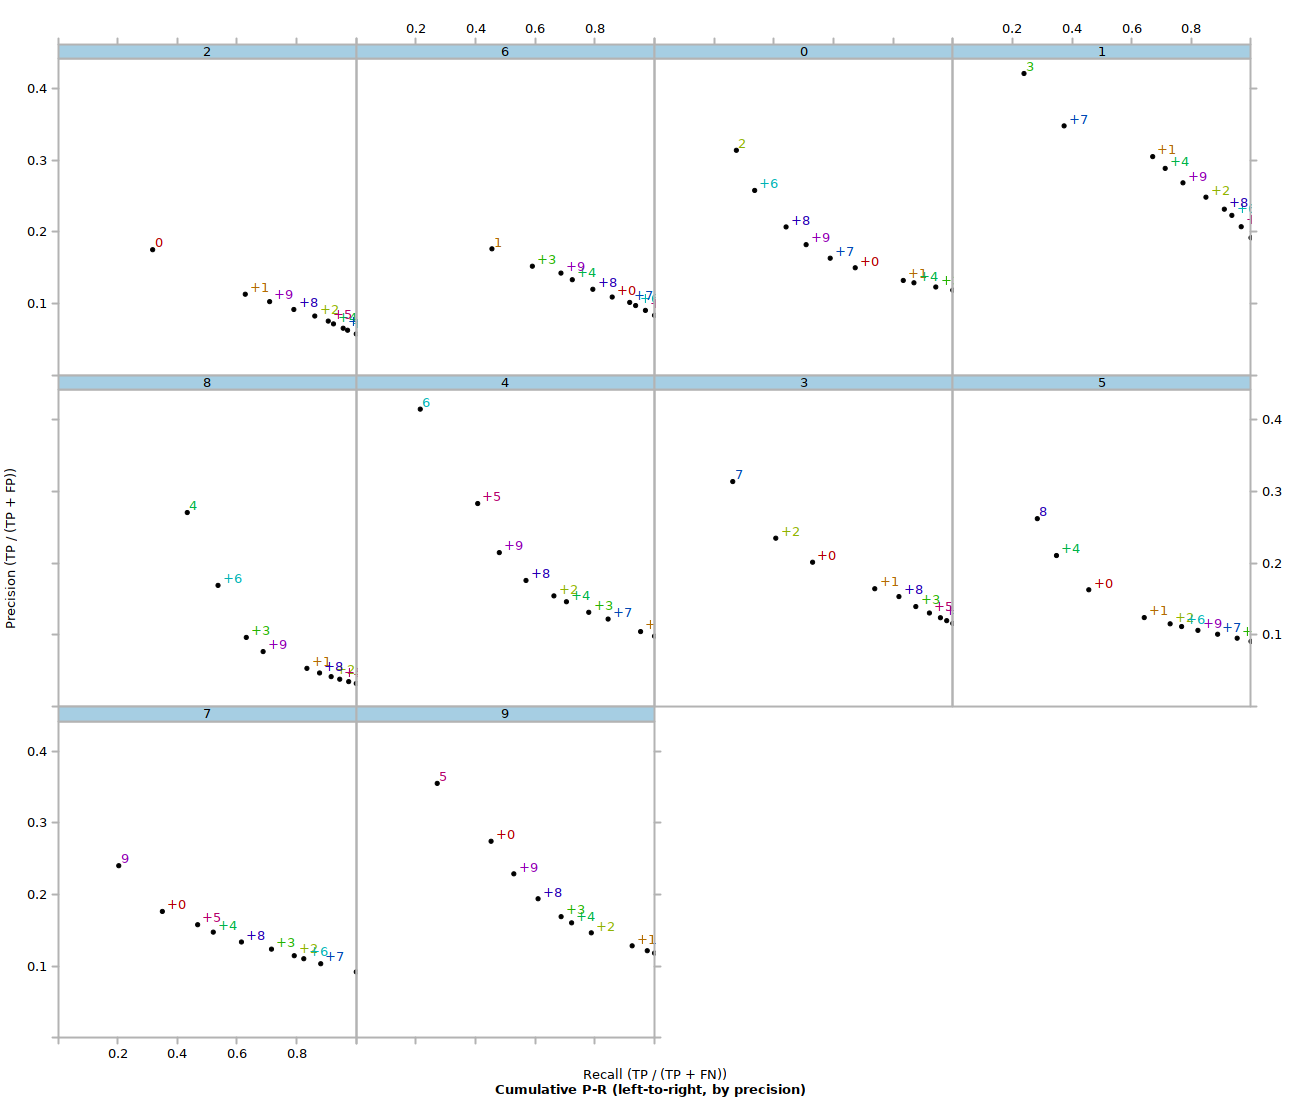 0.2 0.4 0.6 0.8 0.2 0.4 0.6 0.8
2 6 0 1
0.4
0.3
0.2
0.1
0 +1 +9 +8 +2 +5 +4
1 +3 +9 +4 +8 +0 +7
2 +6 +8 +9 +7 +0 +1 +4 +
3 +7 +1 +4 +9 +2 +8
8 4 3 5
4 +6 +3 +9 +1 +8 +2
6 +5 +9 +8 +2 +4 +3 +7 +
7 +2 +0 +1 +8 +3 +5
8 +4 +0 +1 +2 +6 +9 +7 +
0.4
0.3
0.2
0.1
7 9
0.4
0.3
0.2
0.1
9 +0 +5 +4 +8 +3 +2 +6 +7
5 +0 +9 +8 +3 +4 +2 +1
0.2 0.4 0.6 0.8
Precision (TP / (TP + FP))
Recall (TP / (TP + FN))
Cumulative P-R (left-to-right, by precision)